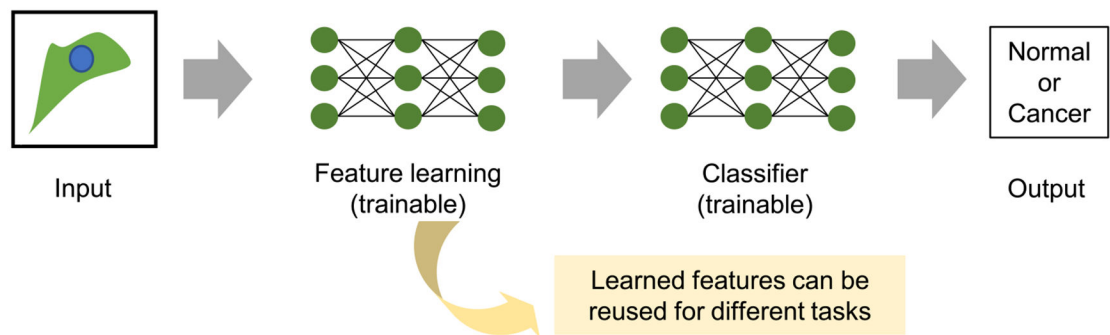 Input
Feature learning
(trainable)
Classifier
(trainable)
Normal
or
Cancer
Output
Learned features can be
reused for different tasks